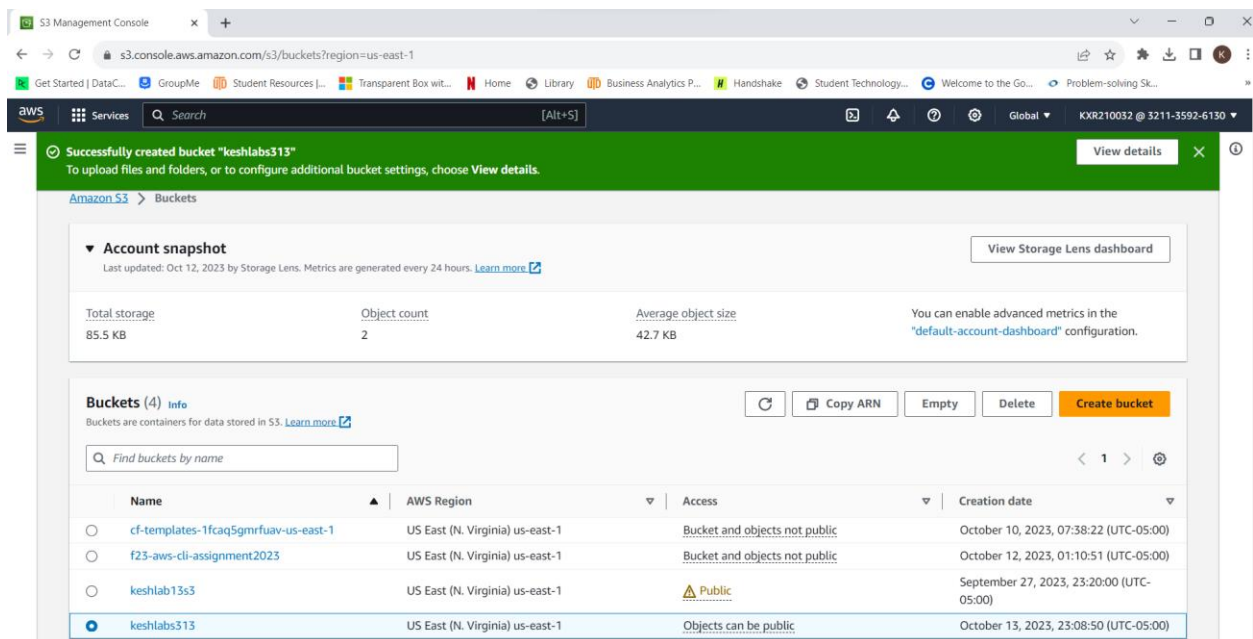 S3 Management Console
s3.console.aws.amazon.com/s3/buckets?region=us-east-1
K
Get Started | DataC... GroupMe Student Resources |... Transparent Box wit... Home Library Business Analytics P... Handshake Student Technology... Welcome to the Go... Problem-solving Sk...
aws Services Search [Alt+S] Global KXR210032 @ 3211-3592-6130
Successfully created bucket "keshlabs313" View details
To upload files and folders, or to configure additional bucket settings, choose View details.
Amazon S3 > Buckets
Account snapshot View Storage Lens dashboard
Last updated: Oct 12, 2023 by Storage Lens. Metrics are generated every 24 hours. Learn more
Total storage Object count Average object size You can enable advanced metrics in the
85.5 KB 2 42.7 KB "default-account-dashboard" configuration.
Buckets (4) Info Copy ARN Empty Delete Create bucket
Buckets are containers for data stored in S3. Learn more
Find buckets by name < 1 >
Name AWS Region Access Creation date
cf-templates-1fcaq5gmrfuav-us-east-1 US East (N. Virginia) us-east-1 Bucket and objects not public October 10, 2023, 07:38:22 (UTC-05:00)
f23-aws-cli-assignment2023 US East (N. Virginia) us-east-1 Bucket and objects not public October 12, 2023, 01:10:51 (UTC-05:00)
keshlab13s3 US East (N. Virginia) us-east-1 Public September 27, 2023, 23:20:00 (UTC-
05:00)
keshlabs313 US East (N. Virginia) us-east-1 Objects can be public October 13, 2023, 23:08:50 (UTC-05:00)